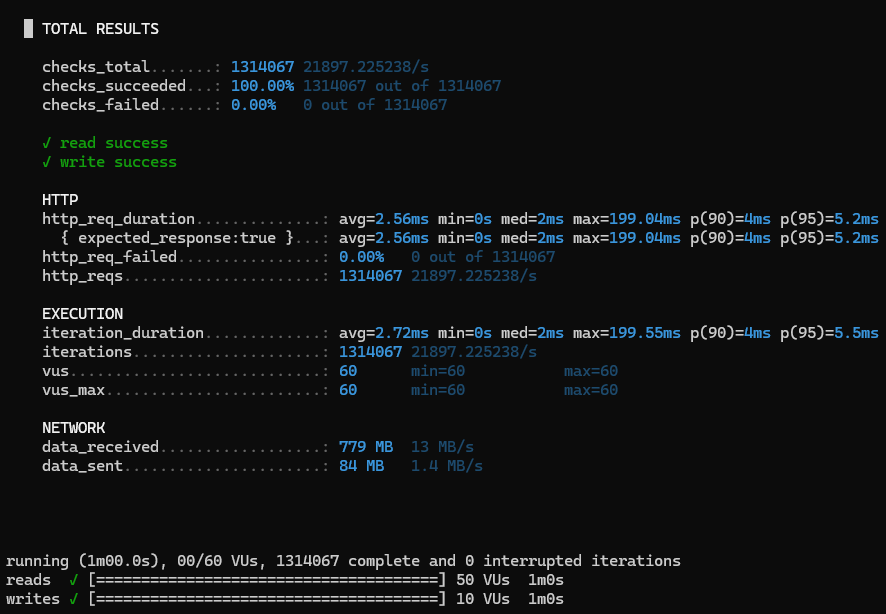 TOTAL RESULTS
checks_total.......: 1314067 21897.225238/s
checks_succeeded...: 100.00% 1314067 out of 1314067
checks_failed......: 0.00% 0 out of 1314067
✓ read success
✓ write success
HTTP
http_req_duration..............: avg=2.56ms min=0s med=2ms max=199.04ms p(90)=4ms p(95)=5.2ms
{ expected_response:true }...: avg=2.56ms min=0s med=2ms max=199.04ms p(90)=4ms p(95)=5.2ms
http_req_failed................: 0.00% 0 out of 1314067
http_reqs......................: 1314067 21897.225238/s
EXECUTION
iteration_duration.............: avg=2.72ms min=0s med=2ms max=199.55ms p(90)=4ms p(95)=5.5ms
iterations.....................: 1314067 21897.225238/s
vus............................: 60 min=60 max=60
vus_max........................: 60 min=60 max=60
NETWORK
data_received..................: 779 MB 13 MB/s
data_sent......................: 84 MB 1.4 MB/s
running (1m00.0s), 00/60 VUs, 1314067 complete and 0 interrupted iterations
reads ✓ [======================================] 50 VUs 1m0s
writes ✓ [======================================] 10 VUs 1m0s